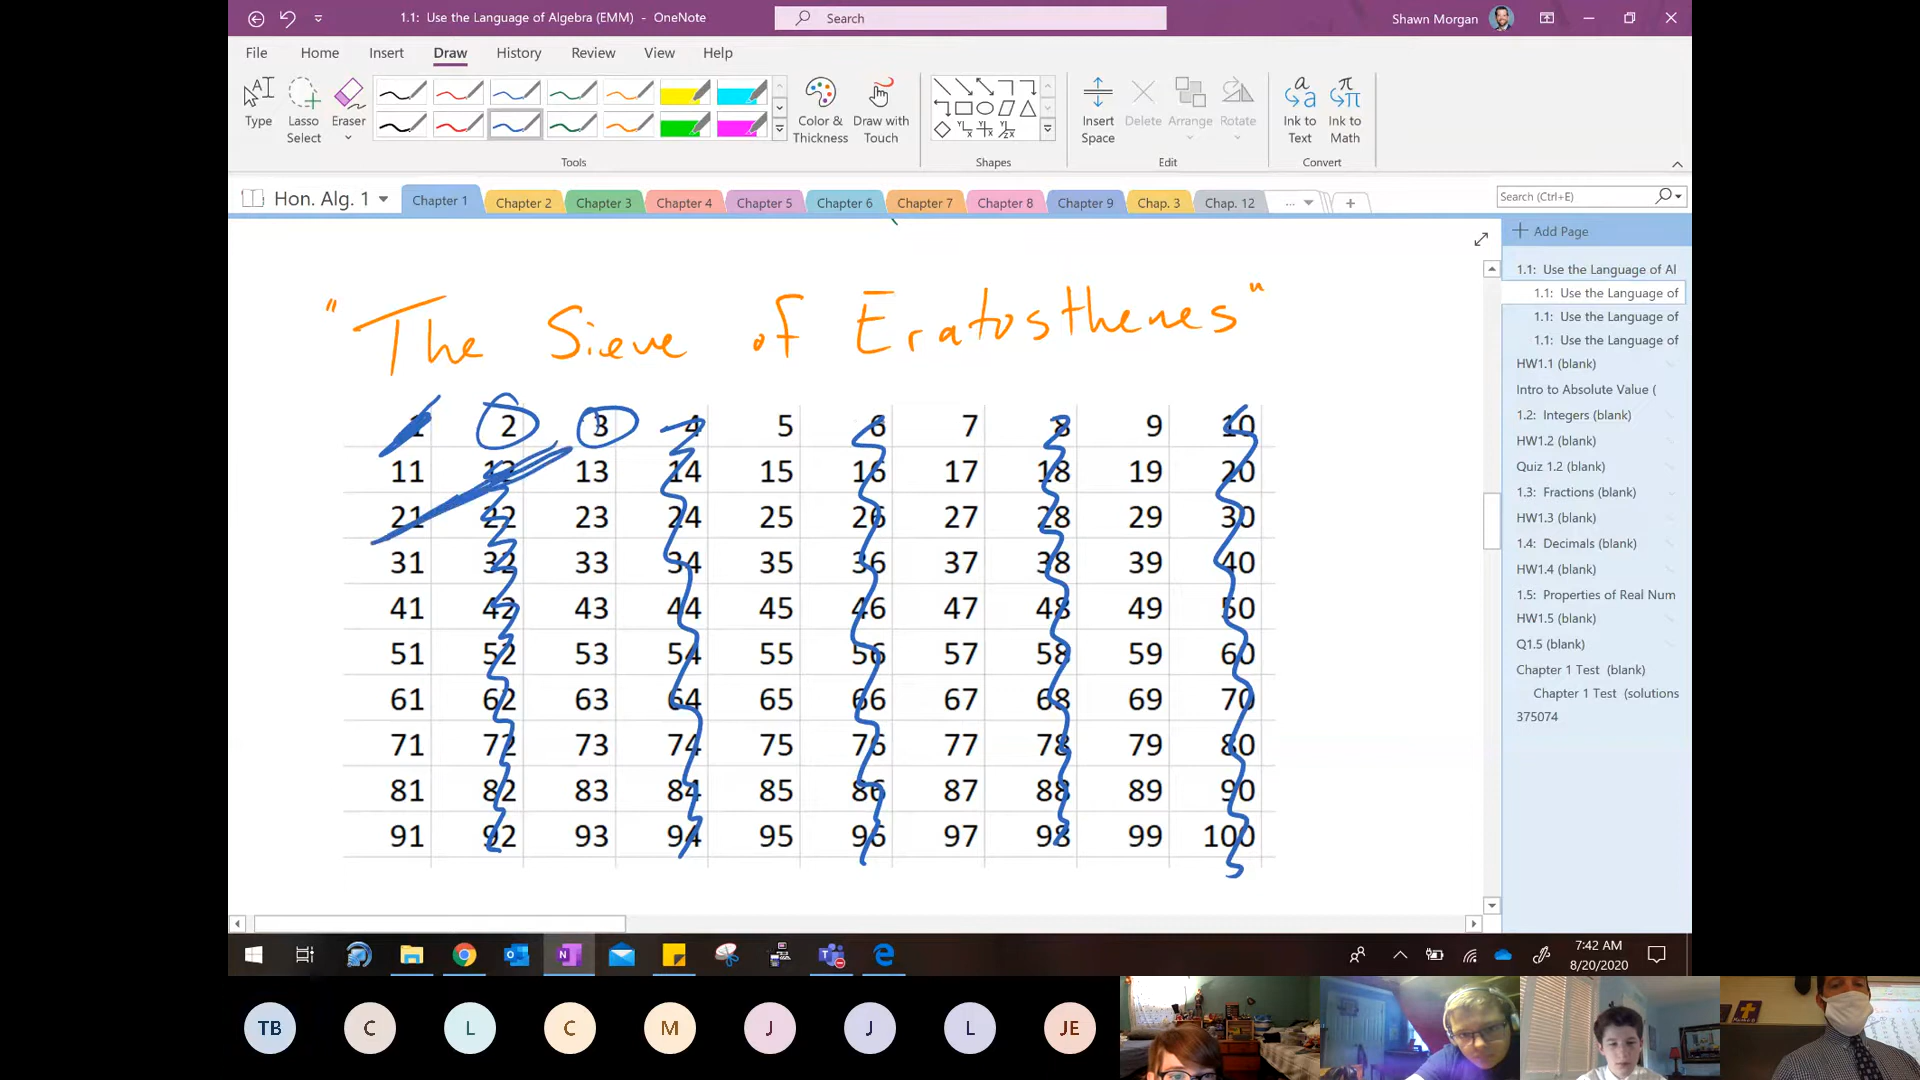 1.1: Use the Language of Algebra (EMM) - OneNote
Search
Shawn Morgan
File Home Insert Draw History Review View Help
Type
Lasso Select
Eraser
Color & Thickness
Draw with Touch
Insert Space
Delete
Arrange
Rotate
Ink to Text
Ink to Math
Tools
Shapes
Edit
Convert
Hon. Alg. 1
Chapter 1 Chapter 2 Chapter 3 Chapter 4 Chapter 5 Chapter 6 Chapter 7 Chapter 8 Chapter 9 Chap. 3 Chap. 12 ...
Search (Ctrl+E)
Add Page
1.1: Use the Language of Al
1.1: Use the Language of
1.1: Use the Language of
1.1: Use the Language of
HW1.1 (blank)
Intro to Absolute Value (
1.2: Integers (blank)
HW1.2 (blank)
Quiz 1.2 (blank)
1.3: Fractions (blank)
HW1.3 (blank)
1.4: Decimals (blank)
HW1.4 (blank)
1.5: Properties of Real Num
HW1.5 (blank)
Q1.5 (blank)
Chapter 1 Test (blank)
Chapter 1 Test (solutions
375074
"The Sieve of Eratosthenes"
1 2 3 4 5 6 7 8 9 10
11 12 13 14 15 16 17 18 19 20
21 22 23 24 25 26 27 28 29 30
31 32 33 34 35 36 37 38 39 40
41 42 43 44 45 46 47 48 49 50
51 52 53 54 55 56 57 58 59 60
61 62 63 64 65 66 67 68 69 70
71 72 73 74 75 76 77 78 79 80
81 82 83 84 85 86 87 88 89 90
91 92 93 94 95 96 97 98 99 100
7:42 AM
8/20/2020
TB C L C M J J L JE